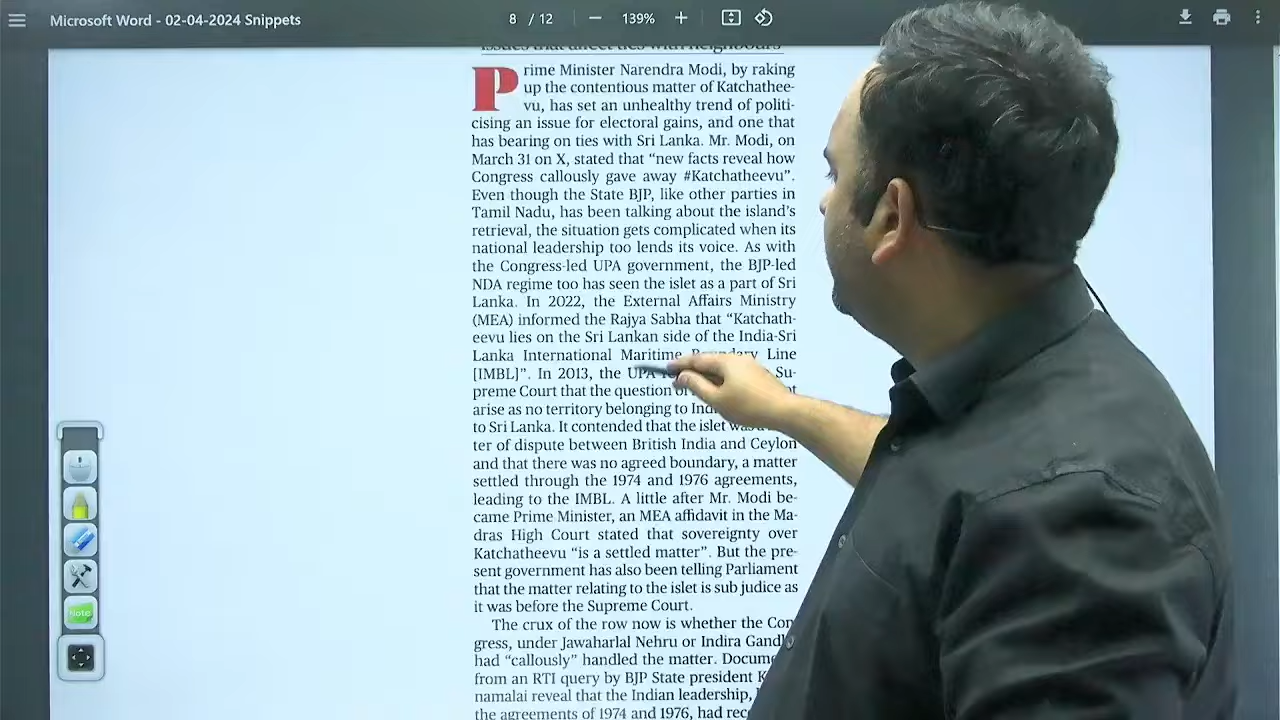 Microsoft Word - 02-04-2024 Snippets
8 / 12
139%
issues that affect ties with neighbours
Prime Minister Narendra Modi, by raking
up the contentious matter of Katchathee-
vu, has set an unhealthy trend of politi-
cising an issue for electoral gains, and one that
has bearing on ties with Sri Lanka. Mr. Modi, on
March 31 on X, stated that “new facts reveal how
Congress callously gave away #Katchatheevu”.
Even though the State BJP, like other parties in
Tamil Nadu, has been talking about the island’s
retrieval, the situation gets complicated when its
national leadership too lends its voice. As with
the Congress-led UPA government, the BJP-led
NDA regime too has seen the islet as a part of Sri
Lanka. In 2022, the External Affairs Ministry
(MEA) informed the Rajya Sabha that “Katchath-
eevu lies on the Sri Lankan side of the India-Sri
Lanka International Maritime Boundary Line
[IMBL]”. In 2013, the UPA Su-
preme Court that the question of
arise as no territory belonging to
to Sri Lanka. It contended that the islet
ter of dispute between British India and Ceylon
and that there was no agreed boundary, a matter
settled through the 1974 and 1976 agreements,
leading to the IMBL. A little after Mr. Modi be-
came Prime Minister, an MEA affidavit in the Ma-
dras High Court stated that sovereignty over
Katchatheevu “is a settled matter”. But the pre-
sent government has also been telling Parliament
that the matter relating to the islet is sub judice as
it was before the Supreme Court.
The crux of the row now is whether the Con
gress, under Jawaharlal Nehru or Indira
had “callously” handled the matter.
from an RTI query by BJP State president
namalai reveal that the Indian leadership,
the agreements of 1974 and 1976, had
Note